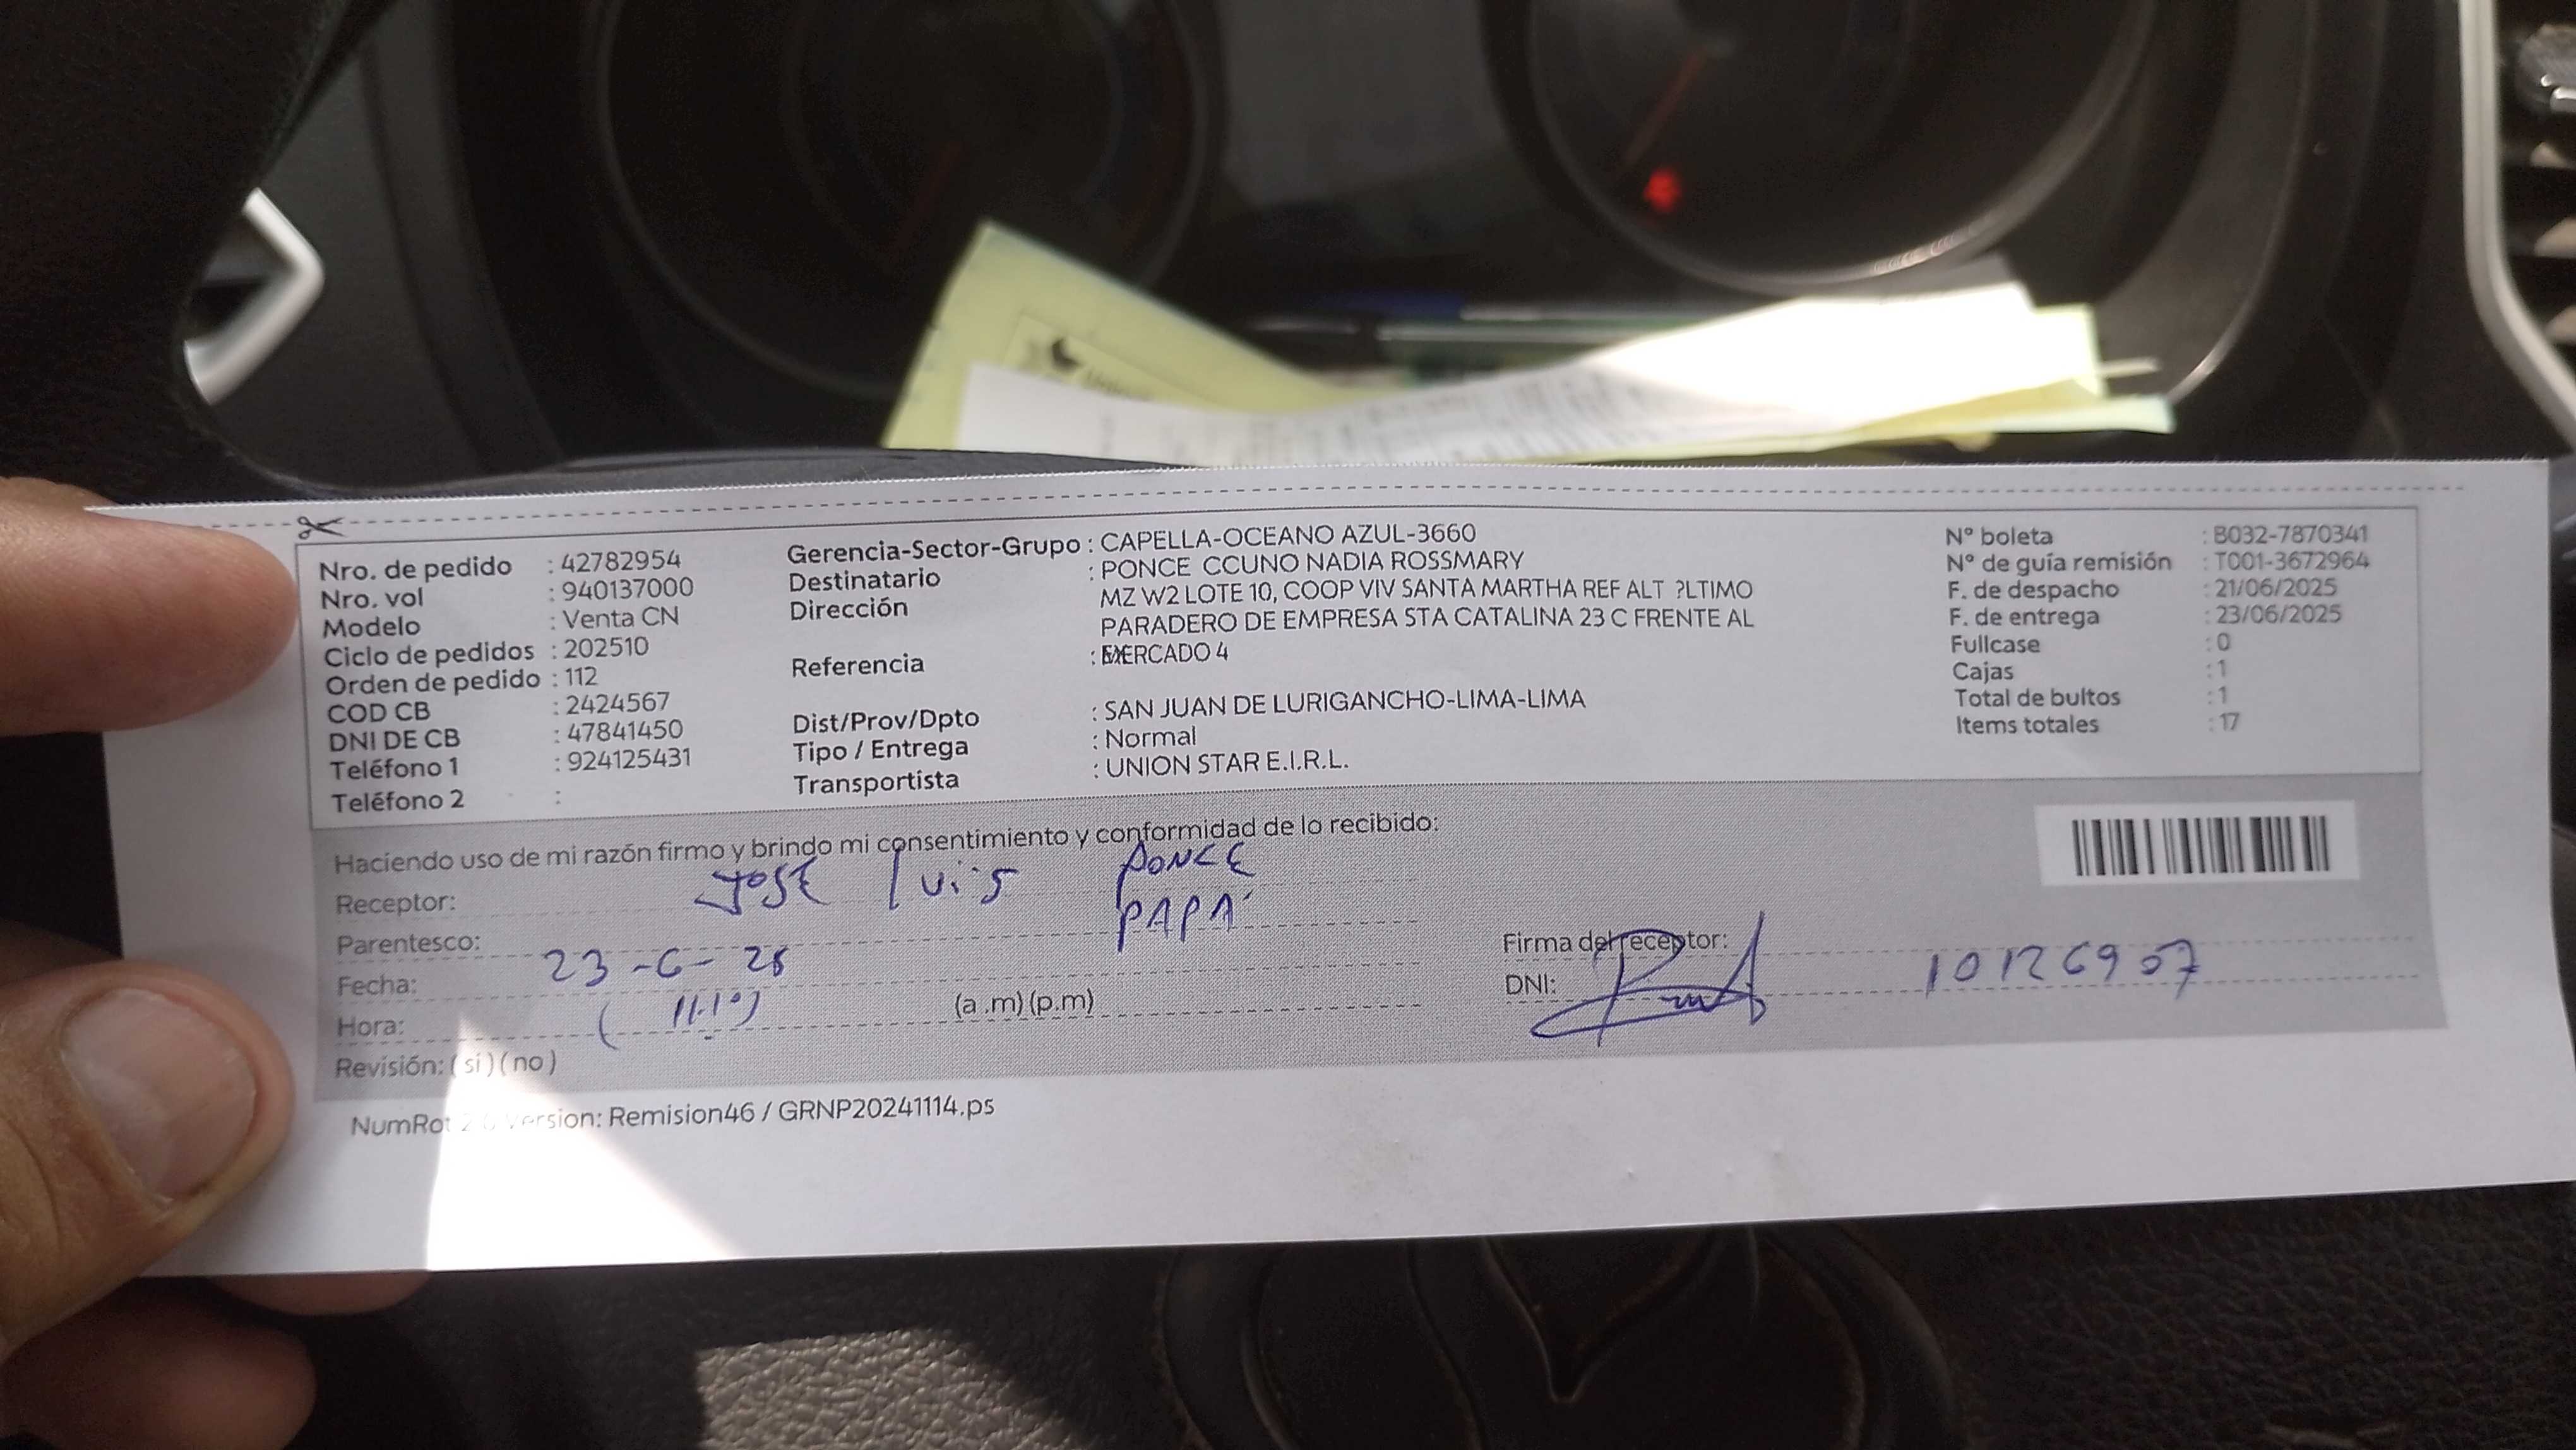 Nro. de pedido : 42782954
Nro. vol : 940137000
Modelo : Venta CN
Ciclo de pedidos : 202510
Orden de pedido : 112
COD CB : 2424567
DNI DE CB : 47841450
Teléfono 1 : 924125431
Teléfono 2 :
Gerencia-Sector-Grupo : CAPELLA-OCEANO AZUL-3660
Destinatario : PONCE CCUNO NADIA ROSSMARY
Dirección MZ W2 LOTE 10, COOP VIV SANTA MARTHA REF ALT ?LTIMO
PARADERO DE EMPRESA STA CATALINA 23 C FRENTE AL
Referencia : MERCADO 4
Dist/Prov/Dpto : SAN JUAN DE LURIGANCHO-LIMA-LIMA
Tipo / Entrega : Normal
Transportista : UNION STAR E.I.R.L.
N° boleta : B032-7870341
N° de guía remisión : T001-3672964
F. de despacho : 21/06/2025
F. de entrega : 23/06/2025
Fullcase : 0
Cajas : 1
Total de bultos : 1
Items totales : 17
Haciendo uso de mi razón firmo y brindo mi consentimiento y conformidad de lo recibido:
Receptor: JOSE Luis PONCE
Parentesco: PAPÁ
Fecha: 23-6-25
Hora: (11.10) (a.m)(p.m)
Revisión: (si)(no)
Firma del receptor:
DNI: 10126907
NumRot version: Remision46 / GRNP20241114.ps